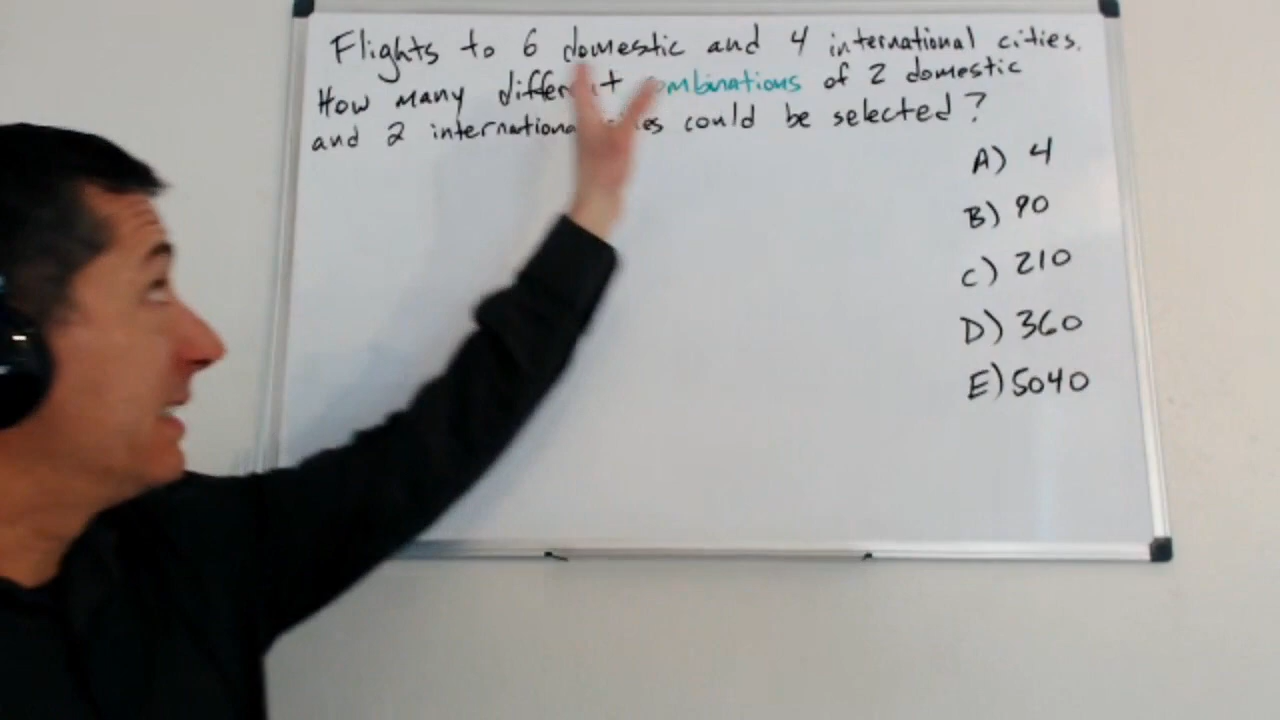 Flights to 6 domestic and 4 international cities.
How many different combinations of 2 domestic
and 2 international cities could be selected?
A) 4
B) 90
C) 210
D) 360
E) 5040